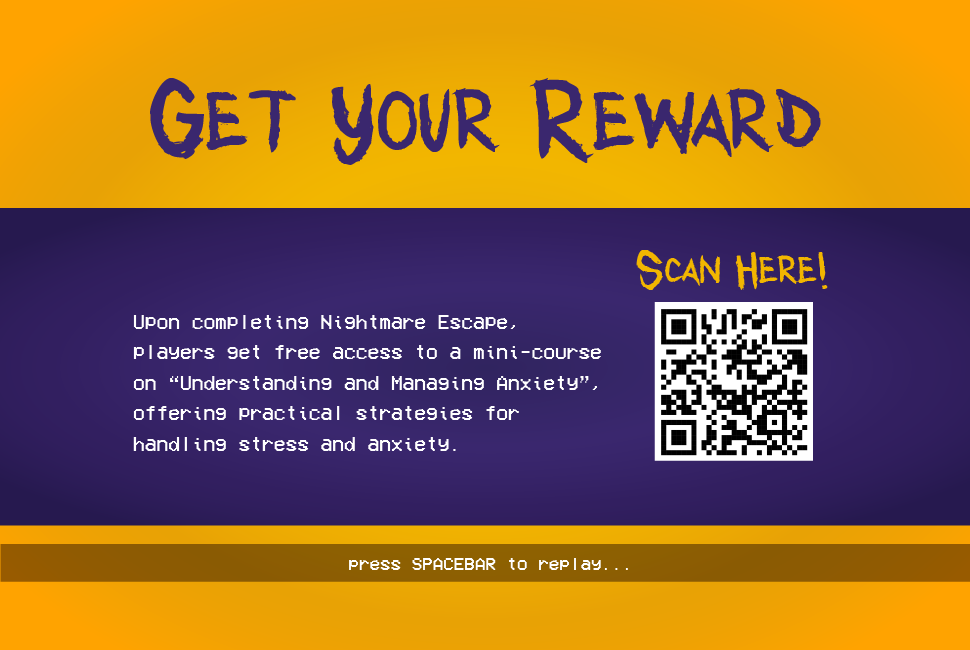 Get Your Reward
Scan Here!
Upon completing Nightmare Escape,
players get free access to a mini-course
on “Understanding and Managing Anxiety”,
offering practical strategies for
handling stress and anxiety.
press SPACEBAR to replay...